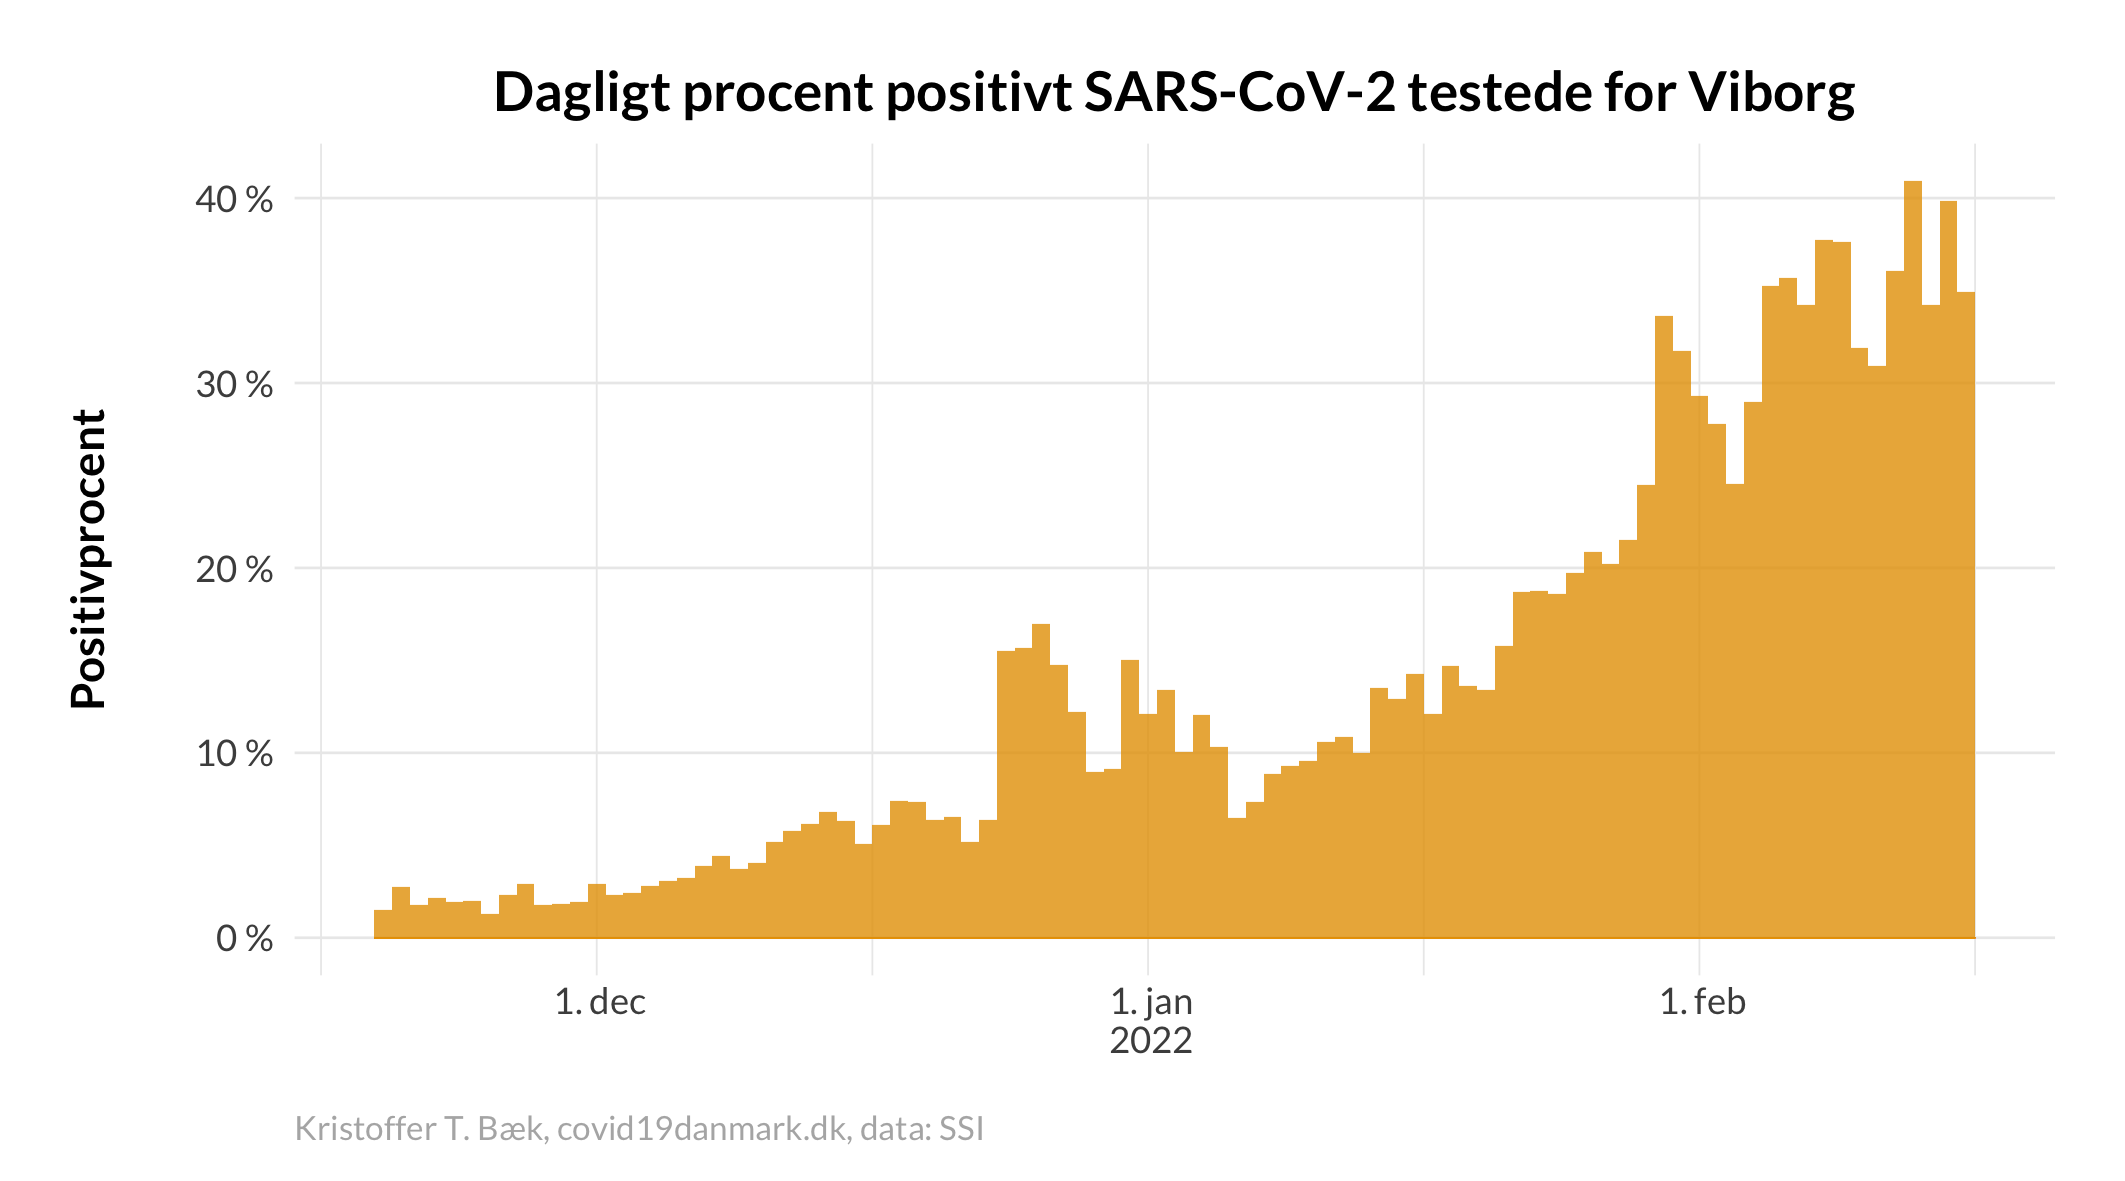 Dagligt procent positivt SARS-CoV-2 testede for Viborg
Positivprocent
40 %
30 %
20 %
10 %
0 %
1. dec
1. jan
2022
1. feb
Kristoffer T. Bæk, covid19danmark.dk, data: SSI